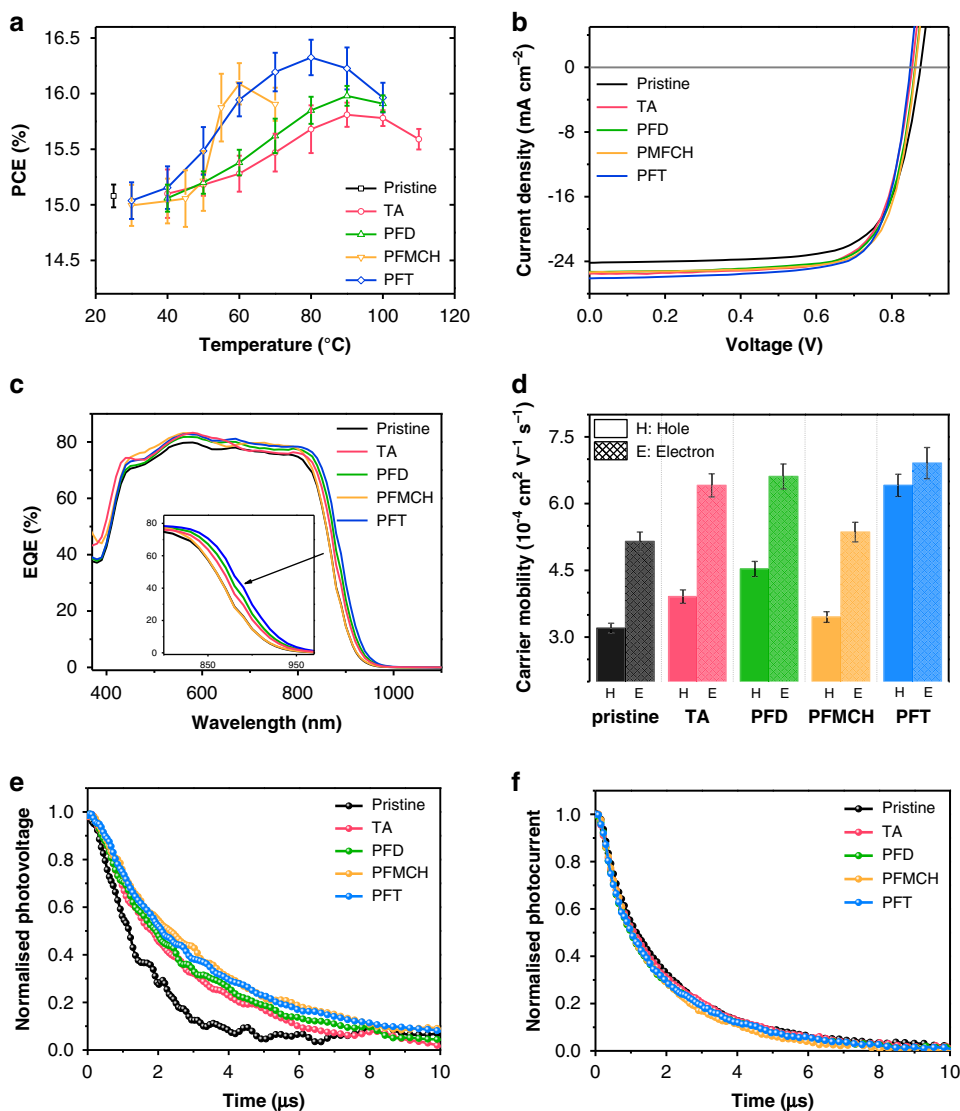 a
PCE (%)
16.5
16.0
15.5
15.0
14.5
20 40 60 80 100 120
Temperature (°C)
Pristine
TA
PFD
PFMCH
PFT
b
Current density (mA cm⁻²)
0
−8
−16
−24
0.0 0.2 0.4 0.6 0.8
Voltage (V)
Pristine
TA
PFD
PMFCH
PFT
c
EQE (%)
80
60
40
20
0
400 600 800 1000
Wavelength (nm)
Pristine
TA
PFD
PFMCH
PFT
80
60
40
20
0
850 950
d
Carrier mobility (10⁻⁴ cm² V⁻¹ s⁻¹)
7.5
6.0
4.5
3.0
H: Hole
E: Electron
H E H E H E H E H E
pristine TA PFD PFMCH PFT
e
Normalised photovoltage
1.0
0.8
0.6
0.4
0.2
0.0
0 2 4 6 8 10
Time (μs)
Pristine
TA
PFD
PFMCH
PFT
f
Normalised photocurrent
1.0
0.8
0.6
0.4
0.2
0.0
0 2 4 6 8 10
Time (μs)
Pristine
TA
PFD
PFMCH
PFT